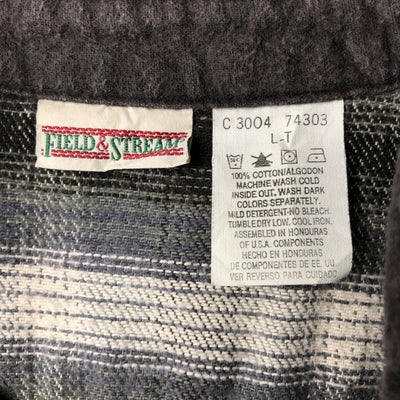 FIELD & STREAM
C 3004 74303
L-T
100% COTTON/ALGODON
MACHINE WASH COLD
INSIDE OUT. WASH DARK
COLORS SEPARATELY.
MILD DETERGENT-NO BLEACH.
TUMBLE DRY LOW. COOL IRON.
ASSEMBLED IN HONDURAS
OF U.S.A. COMPONENTS
HECHO EN HONDURAS
DE COMPONENTES DE EE. UU.
VER REVERSO PARA CUIDADO